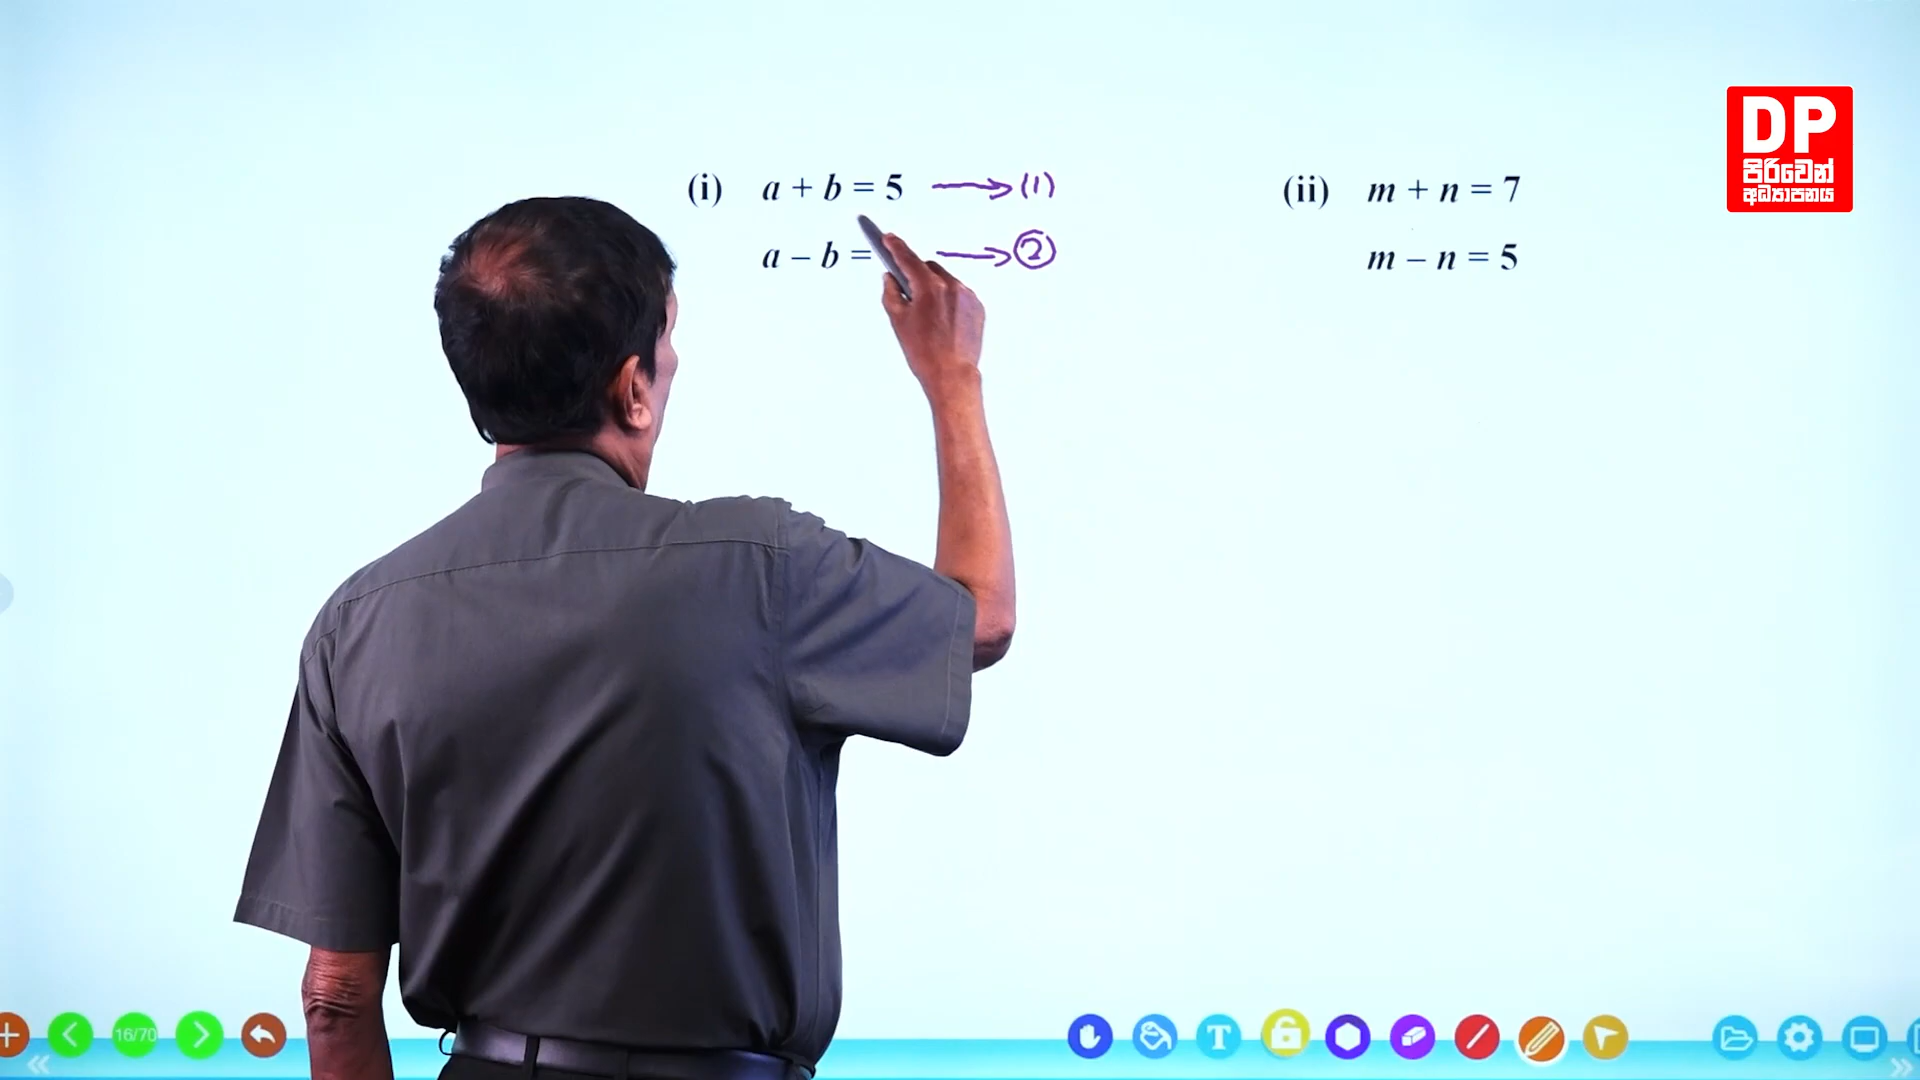 DP
පිරිවෙන්
අධ්‍යාපනය
(i) a + b = 5 → (1)
a – b = → 2
(ii) m + n = 7
m – n = 5
16/70
T